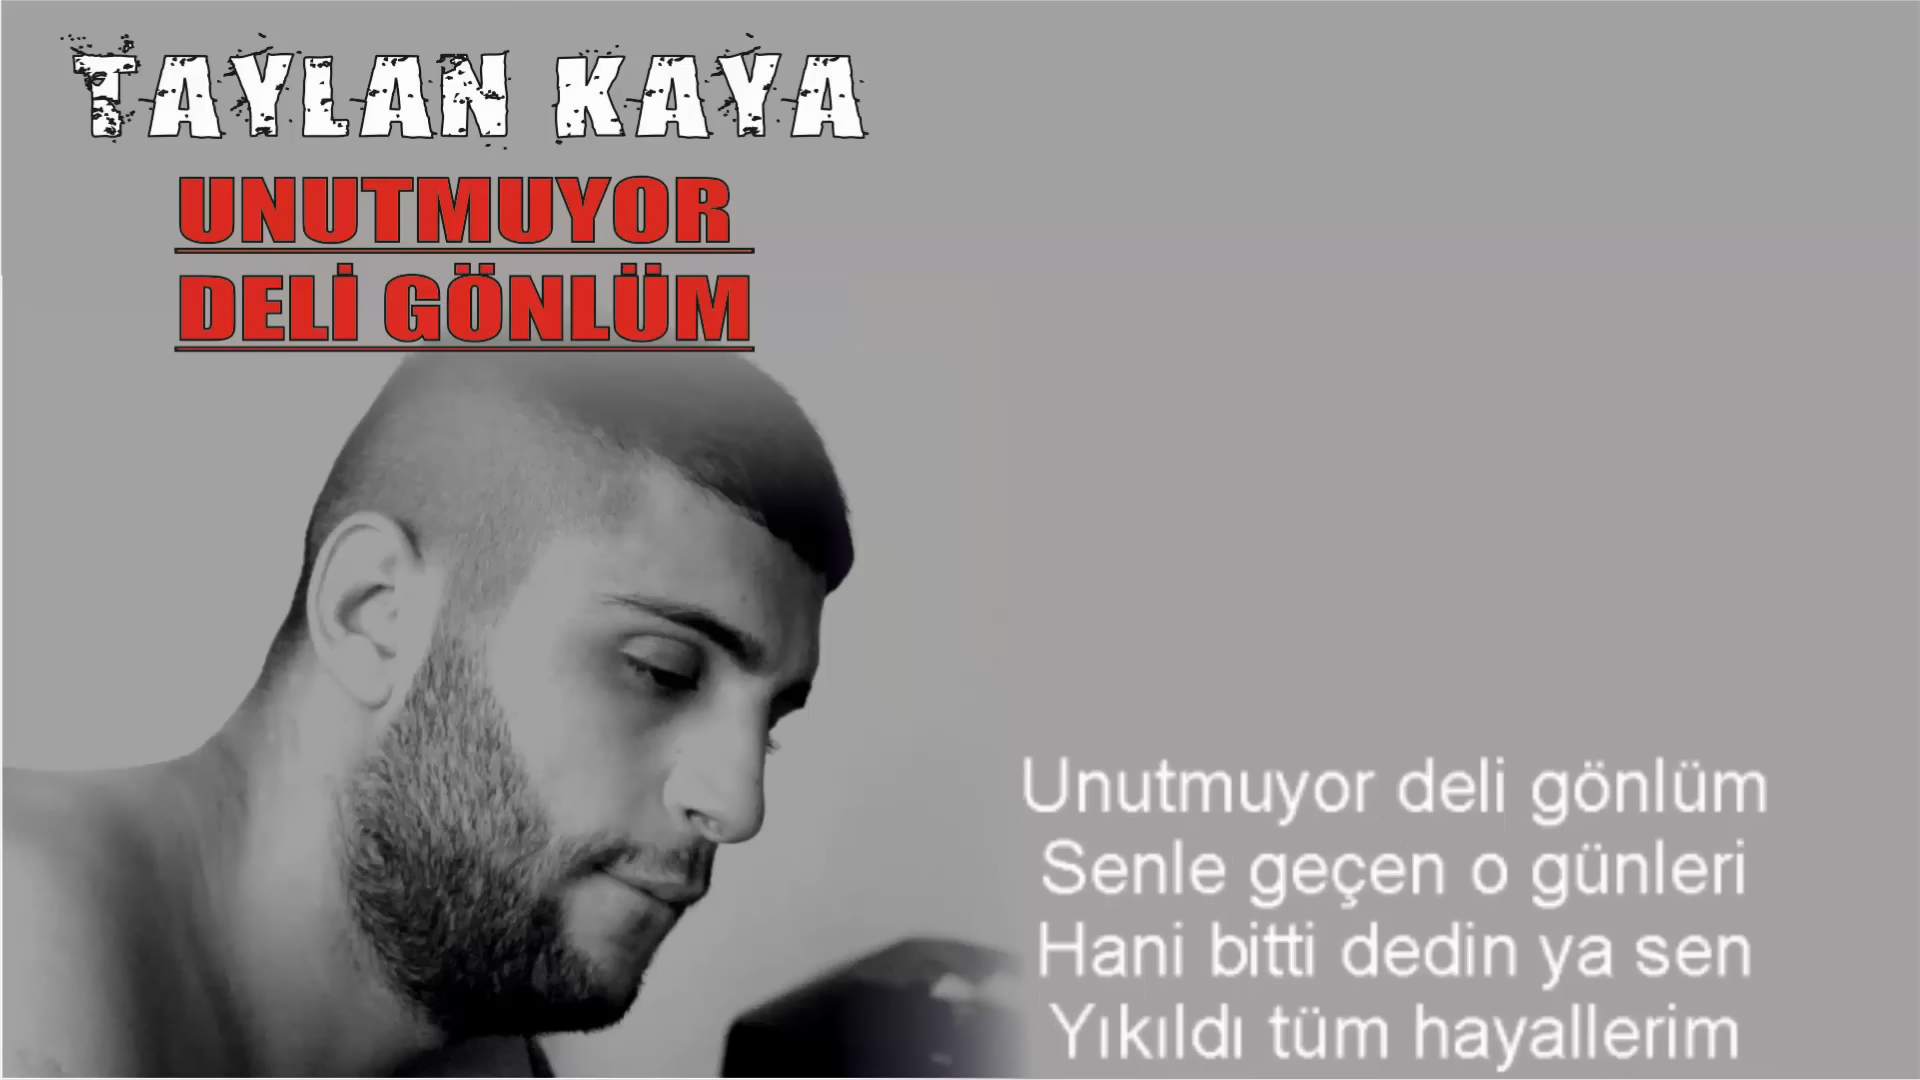 TAYLAN KAYA
UNUTMUYOR
DELİ GÖNLÜM
Unutmuyor deli gönlüm
Senle geçen o günleri
Hani bitti dedin ya sen
Yıkıldı tüm hayallerim